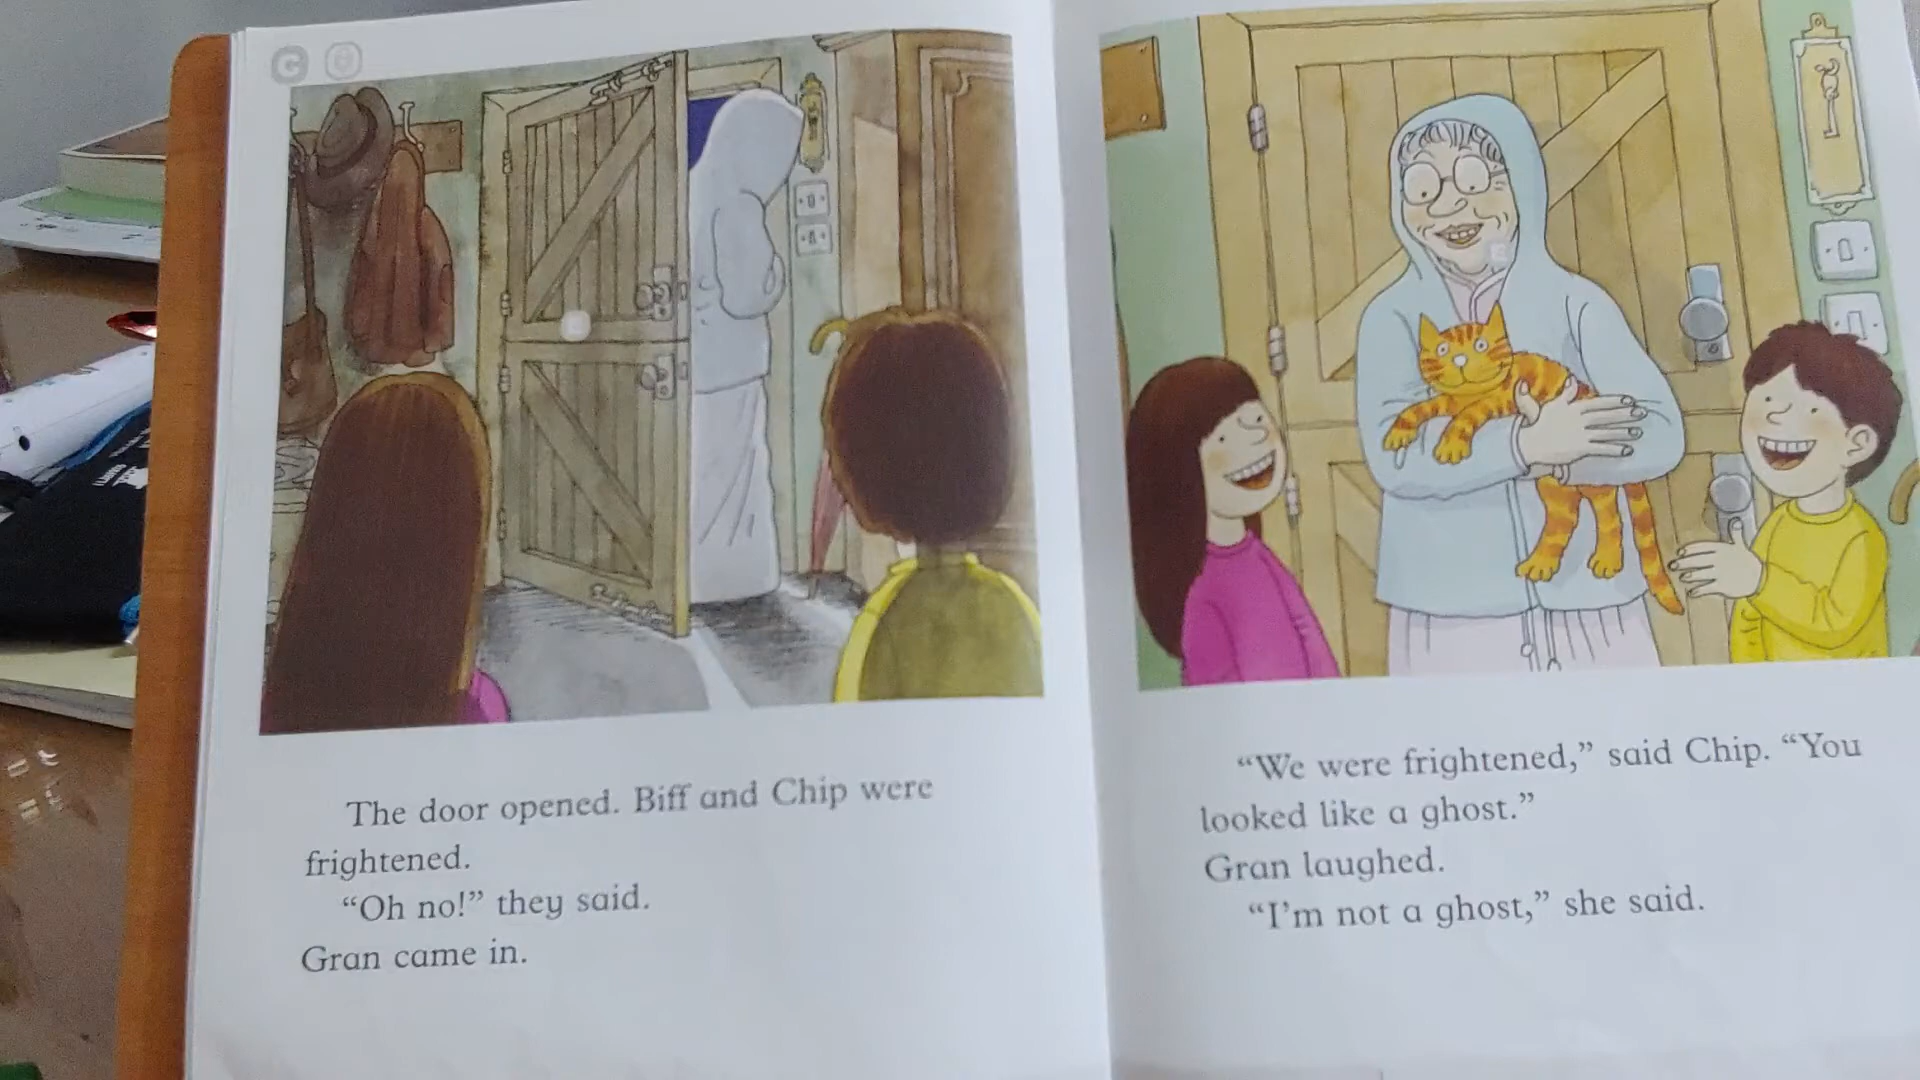 The door opened. Biff and Chip were
frightened.
“Oh no!” they said.
Gran came in.
“We were frightened,” said Chip. “You
looked like a ghost.”
Gran laughed.
“I’m not a ghost,” she said.